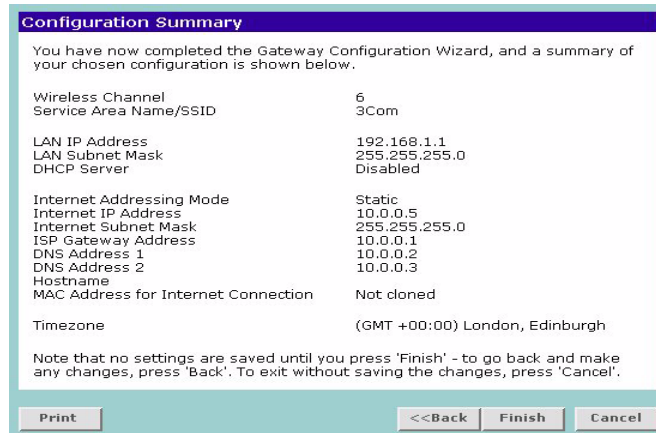 Configuration Summary
You have now completed the Gateway Configuration Wizard, and a summary of
your chosen configuration is shown below.
Wireless Channel 6
Service Area Name/SSID 3Com
LAN IP Address 192.168.1.1
LAN Subnet Mask 255.255.255.0
DHCP Server Disabled
Internet Addressing Mode Static
Internet IP Address 10.0.0.5
Internet Subnet Mask 255.255.255.0
ISP Gateway Address 10.0.0.1
DNS Address 1 10.0.0.2
DNS Address 2 10.0.0.3
Hostname
MAC Address for Internet Connection Not cloned
Timezone (GMT +00:00) London, Edinburgh
Note that no settings are saved until you press 'Finish' - to go back and make
any changes, press 'Back'. To exit without saving the changes, press 'Cancel'.
Print <<Back Finish Cancel